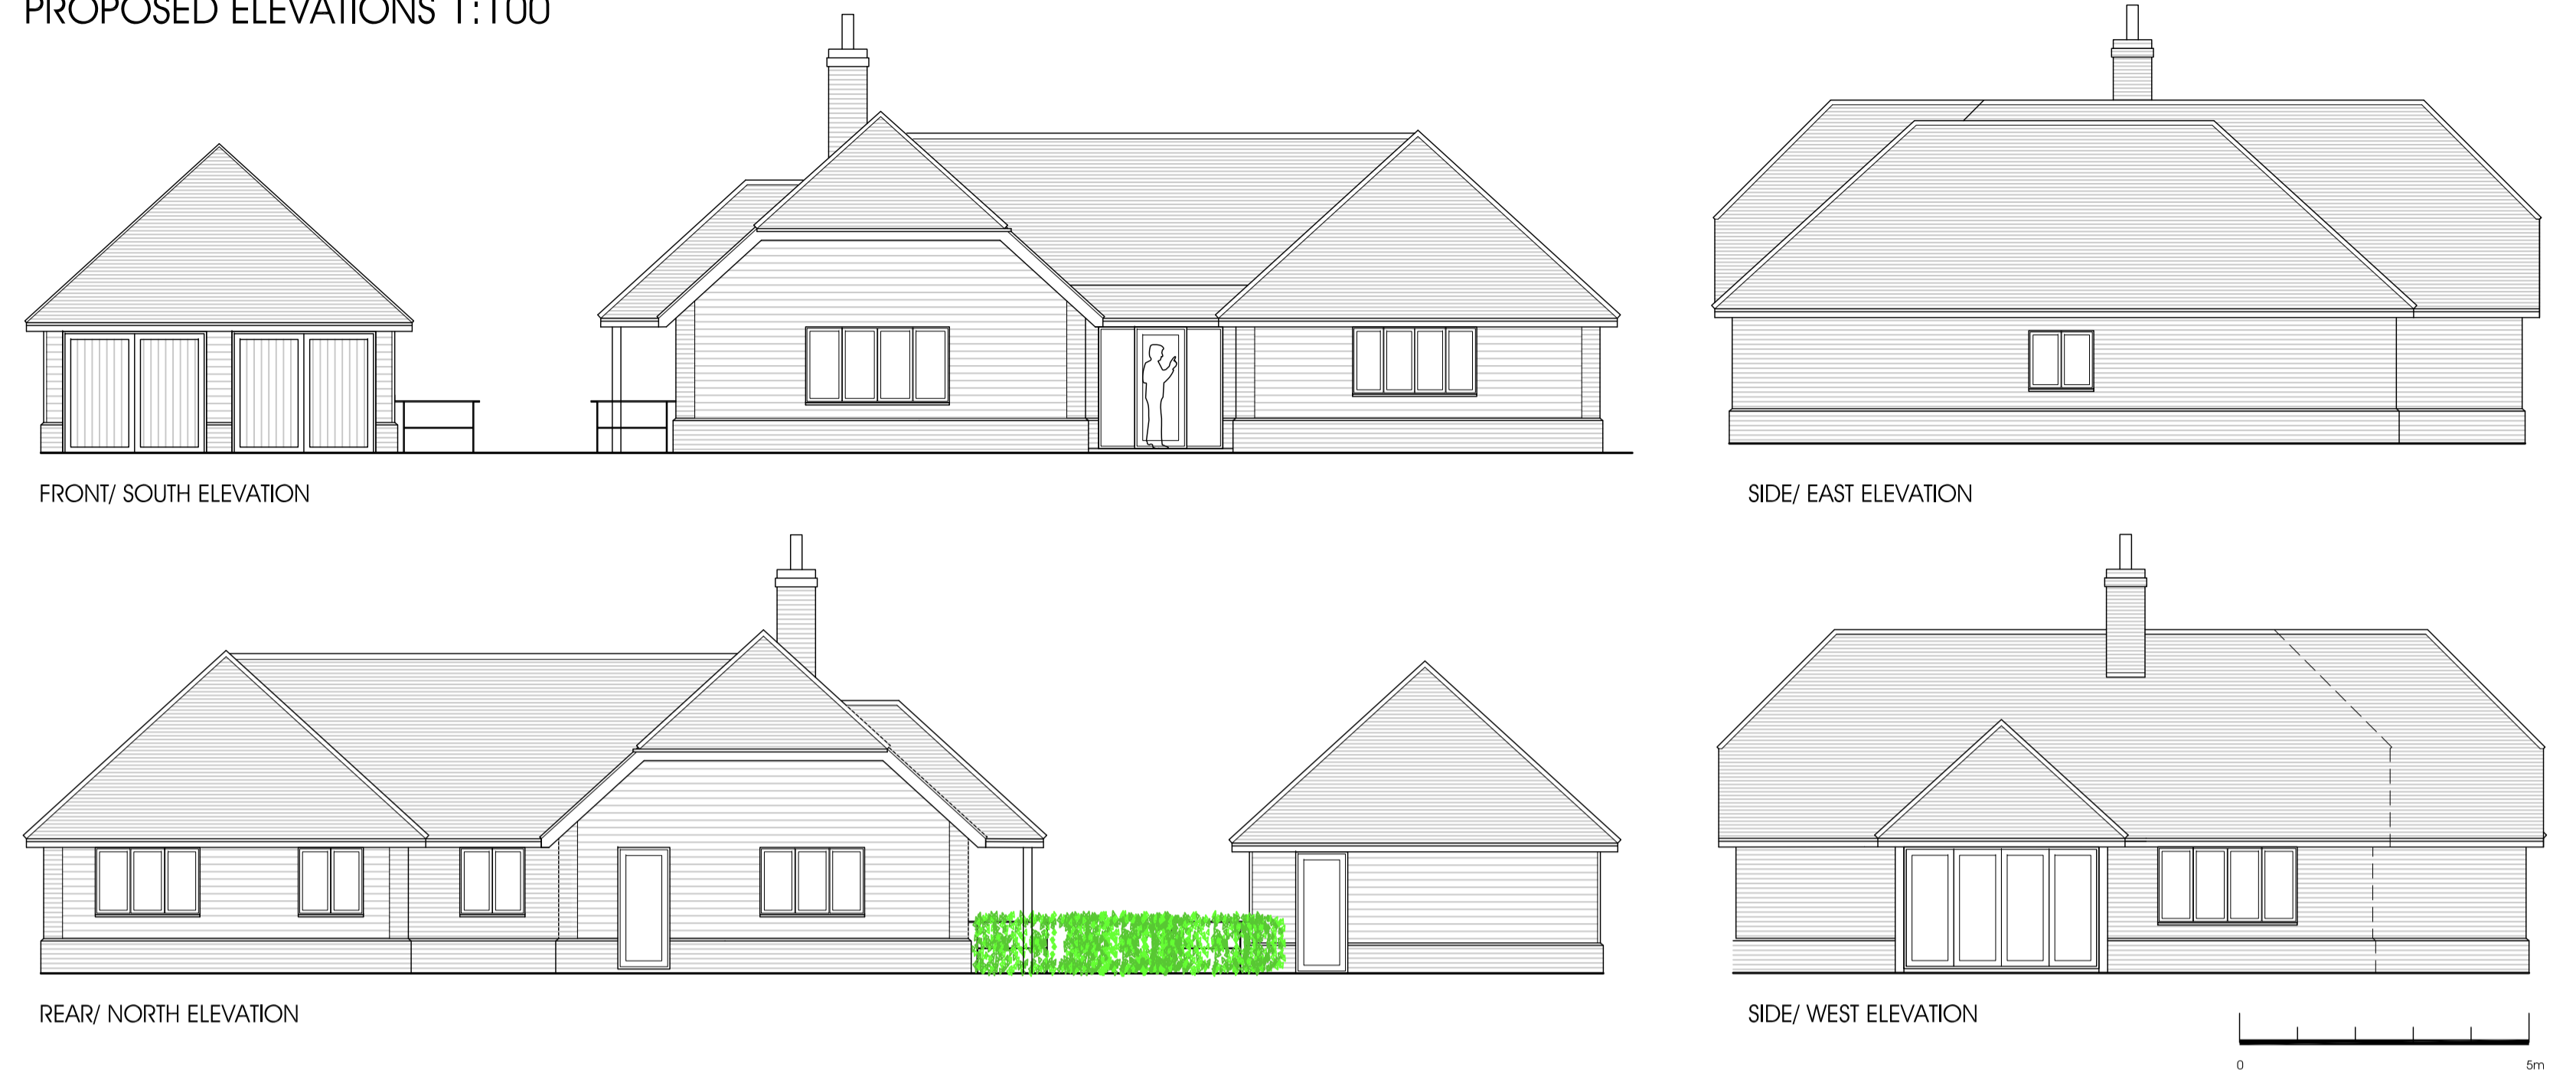 PROPOSED ELEVATIONS 1:100
FRONT/ SOUTH ELEVATION
SIDE/ EAST ELEVATION
REAR/ NORTH ELEVATION
SIDE/ WEST ELEVATION
0 5m